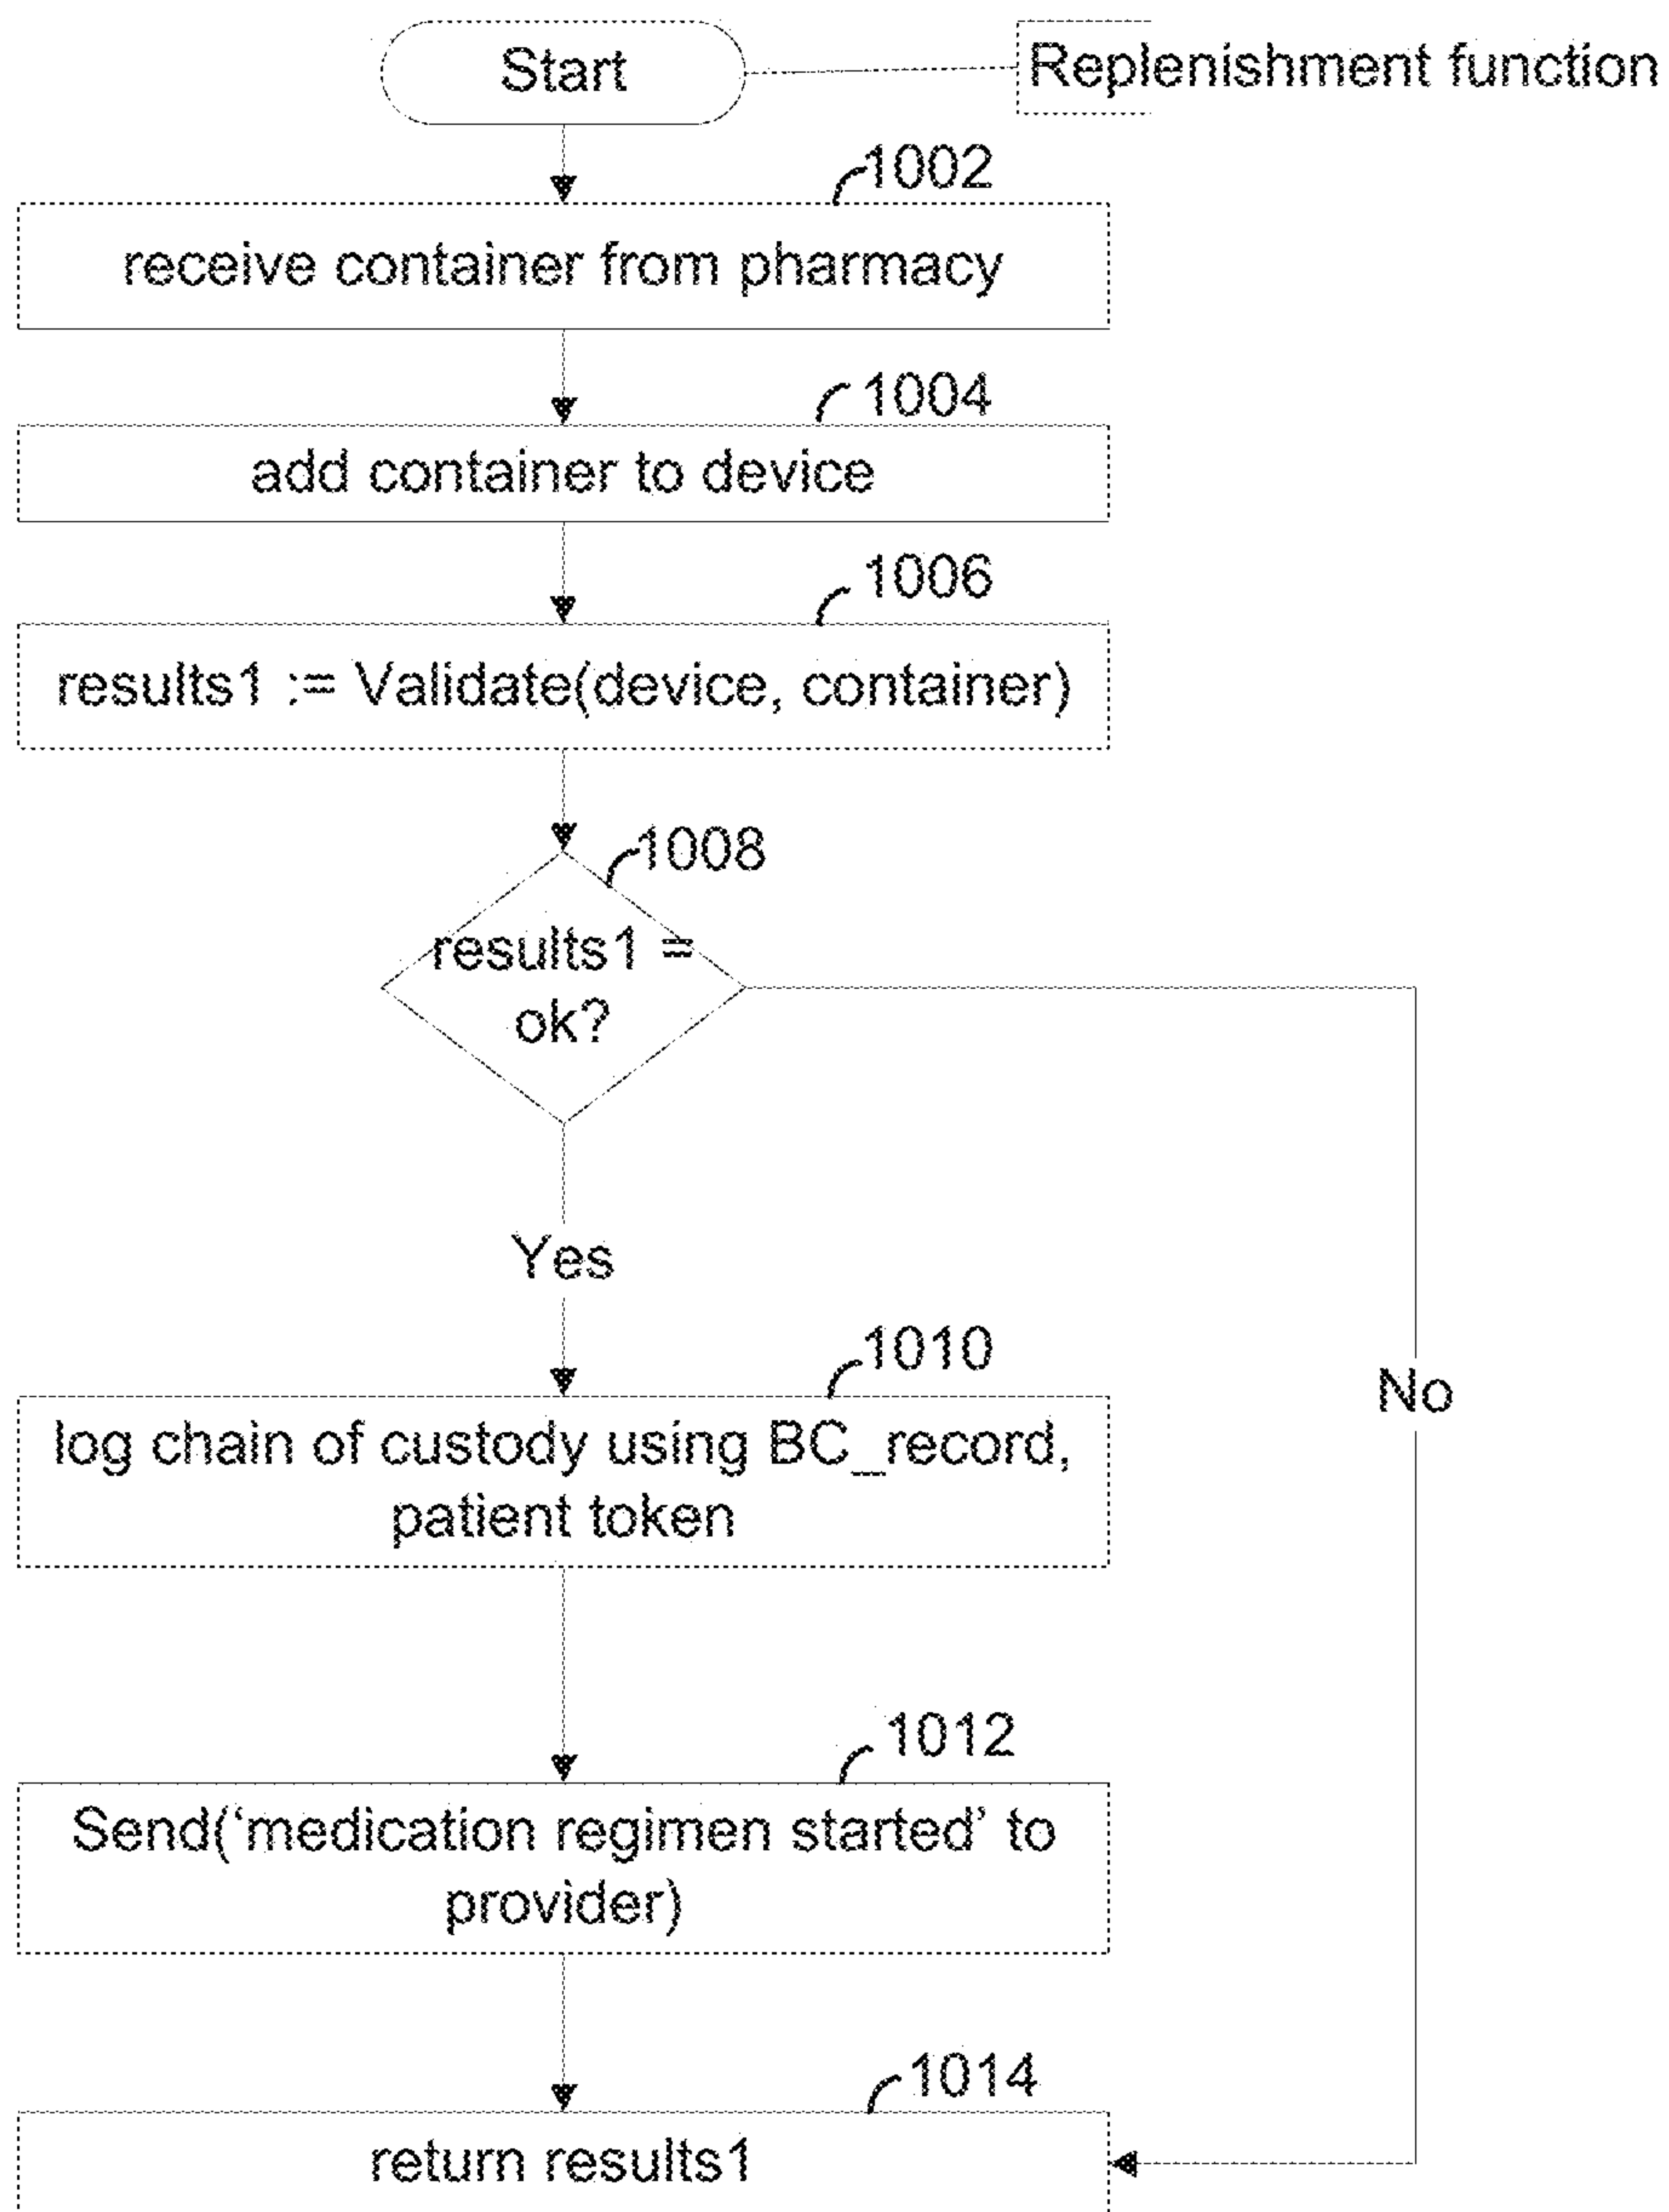 Start
Replenishment function
1002
receive container from pharmacy
1004
add container to device
1006
results1 := Validate(device, container)
1008
results1 =
ok?
Yes
No
1010
log chain of custody using BC_record,
patient token
1012
Send(‘medication regimen started’ to
provider)
1014
return results1